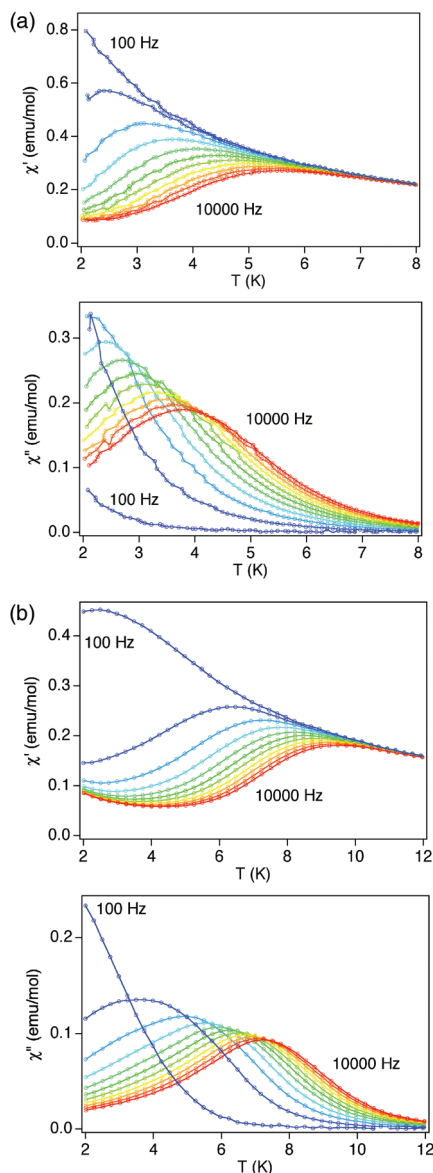 (a)
0.8
0.6
0.4
0.2
0.0
χ' (emu/mol)
100 Hz
10000 Hz
2 3 4 5 6 7 8
T (K)
0.3
0.2
0.1
0.0
χ" (emu/mol)
10000 Hz
100 Hz
2 3 4 5 6 7 8
T (K)
(b)
0.4
0.3
0.2
0.1
0.0
χ' (emu/mol)
100 Hz
10000 Hz
2 4 6 8 10 12
T (K)
0.2
0.1
0.0
χ" (emu/mol)
100 Hz
10000 Hz
2 4 6 8 10 12
T (K)